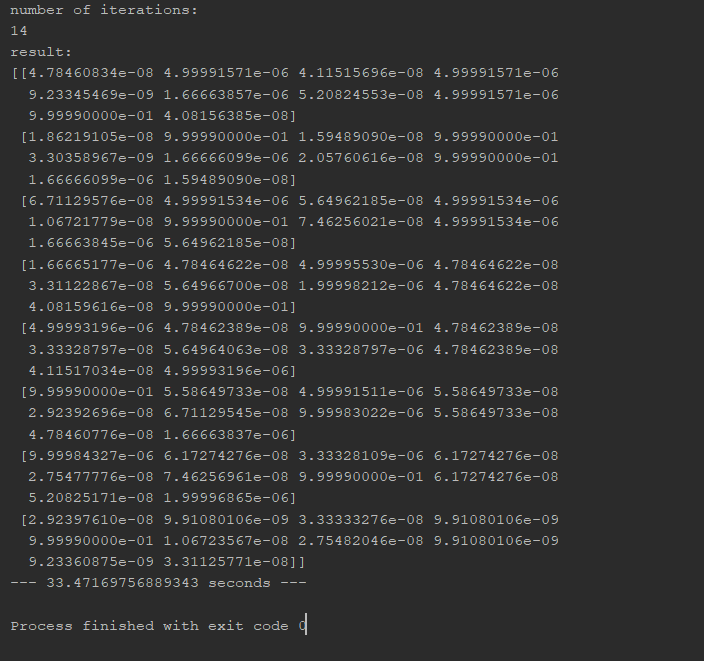 number of iterations:
14
result:
[[4.78460834e-08 4.99991571e-06 4.11515696e-08 4.99991571e-06
9.23345469e-09 1.66663857e-06 5.20824553e-08 4.99991571e-06
9.99990000e-01 4.08156385e-08]
[1.86219105e-08 9.99990000e-01 1.59489090e-08 9.99990000e-01
3.30358967e-09 1.66666099e-06 2.05760616e-08 9.99990000e-01
1.66666099e-06 1.59489090e-08]
[6.71129576e-08 4.99991534e-06 5.64962185e-08 4.99991534e-06
1.06721779e-08 9.99990000e-01 7.46256021e-08 4.99991534e-06
1.66663845e-06 5.64962185e-08]
[1.66665177e-06 4.78464622e-08 4.99995530e-06 4.78464622e-08
3.31122867e-08 5.64966700e-08 1.99998212e-06 4.78464622e-08
4.08159616e-08 9.99990000e-01]
[4.99993196e-06 4.78462389e-08 9.99990000e-01 4.78462389e-08
3.33328797e-08 5.64964063e-08 3.33328797e-06 4.78462389e-08
4.11517034e-08 4.99993196e-06]
[9.99990000e-01 5.58649733e-08 4.99991511e-06 5.58649733e-08
2.92392696e-08 6.71129545e-08 9.99983022e-06 5.58649733e-08
4.78460776e-08 1.66663837e-06]
[9.99984327e-06 6.17274276e-08 3.33328109e-06 6.17274276e-08
2.75477776e-08 7.46256961e-08 9.99990000e-01 6.17274276e-08
5.20825171e-08 1.99996865e-06]
[2.92397610e-08 9.91080106e-09 3.33333276e-08 9.91080106e-09
9.99990000e-01 1.06723567e-08 2.75482046e-08 9.91080106e-09
9.23360875e-09 3.31125771e-08]]
--- 33.47169756889343 seconds ---
Process finished with exit code 0